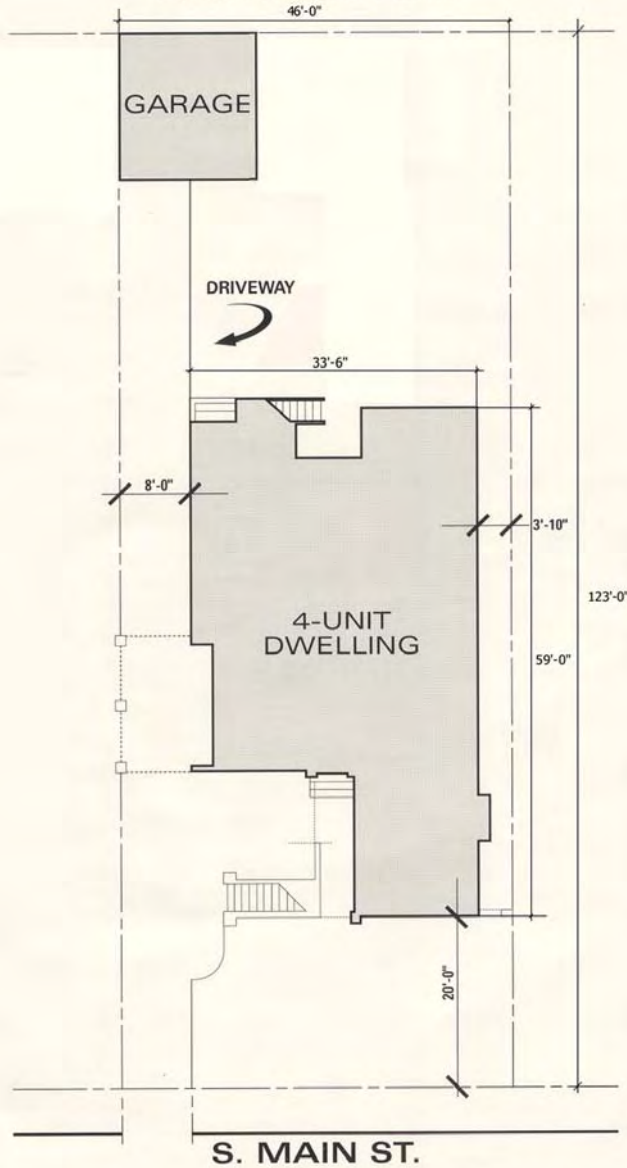 46'-0"
GARAGE
DRIVEWAY
33'-6"
8'-0"
3'-10"
123'-0"
4-UNIT
DWELLING
59'-0"
20'-0"
S. MAIN ST.